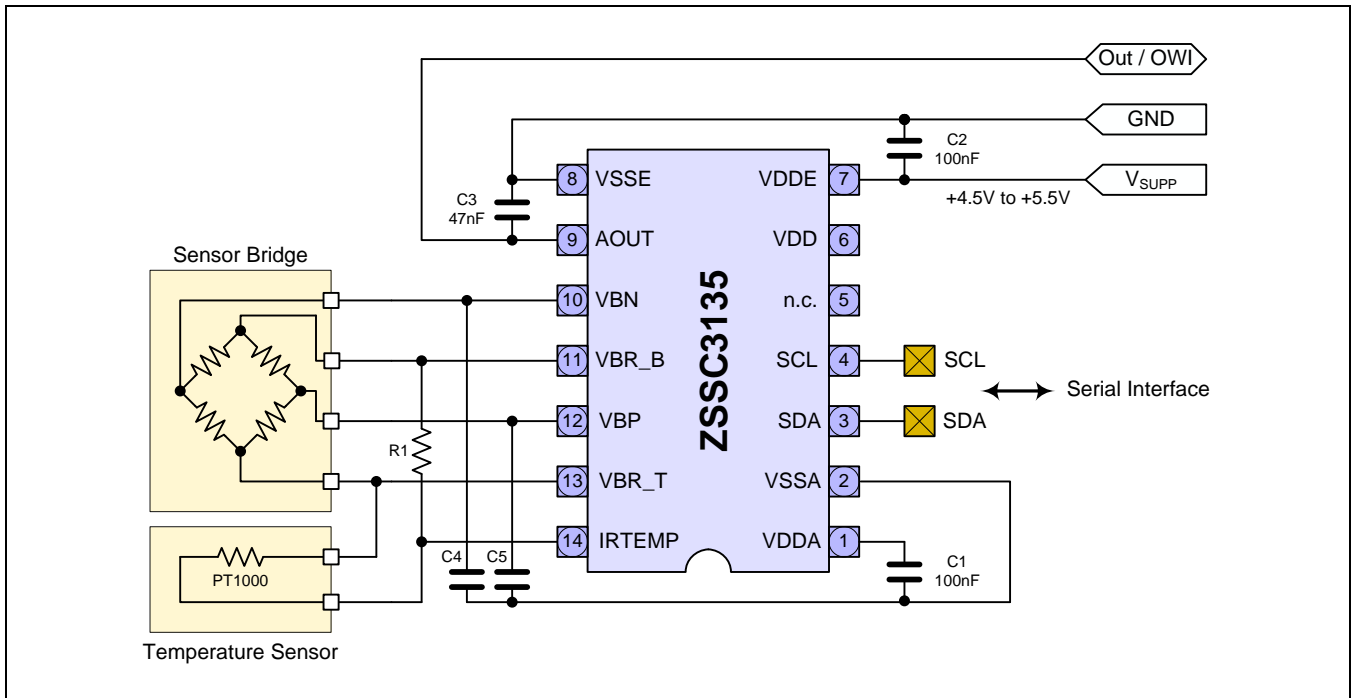 Out / OWI
GND
C2
100nF
V_SUPP
+4.5V to +5.5V
8 VSSE
VDDE 7
C3
47nF
9 AOUT
VDD 6
Sensor Bridge
10 VBN
n.c. 5
11 VBR_B
SCL 4
SCL
Serial Interface
12 VBP
SDA 3
SDA
R1
13 VBR_T
VSSA 2
14 IRTEMP
VDDA 1
ZSSC3135
C4
C5
C1
100nF
PT1000
Temperature Sensor